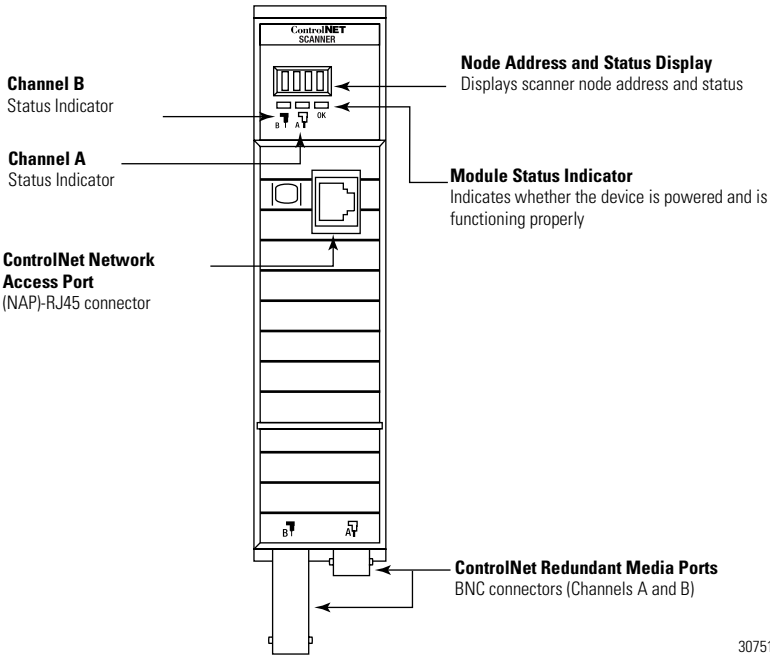 ControlNET
SCANNER
Node Address and Status Display
Displays scanner node address and status
Channel B
Status Indicator
B A OK
Channel A
Status Indicator
Module Status Indicator
Indicates whether the device is powered and is
functioning properly
ControlNet Network
Access Port
(NAP)-RJ45 connector
B A
ControlNet Redundant Media Ports
BNC connectors (Channels A and B)
30751